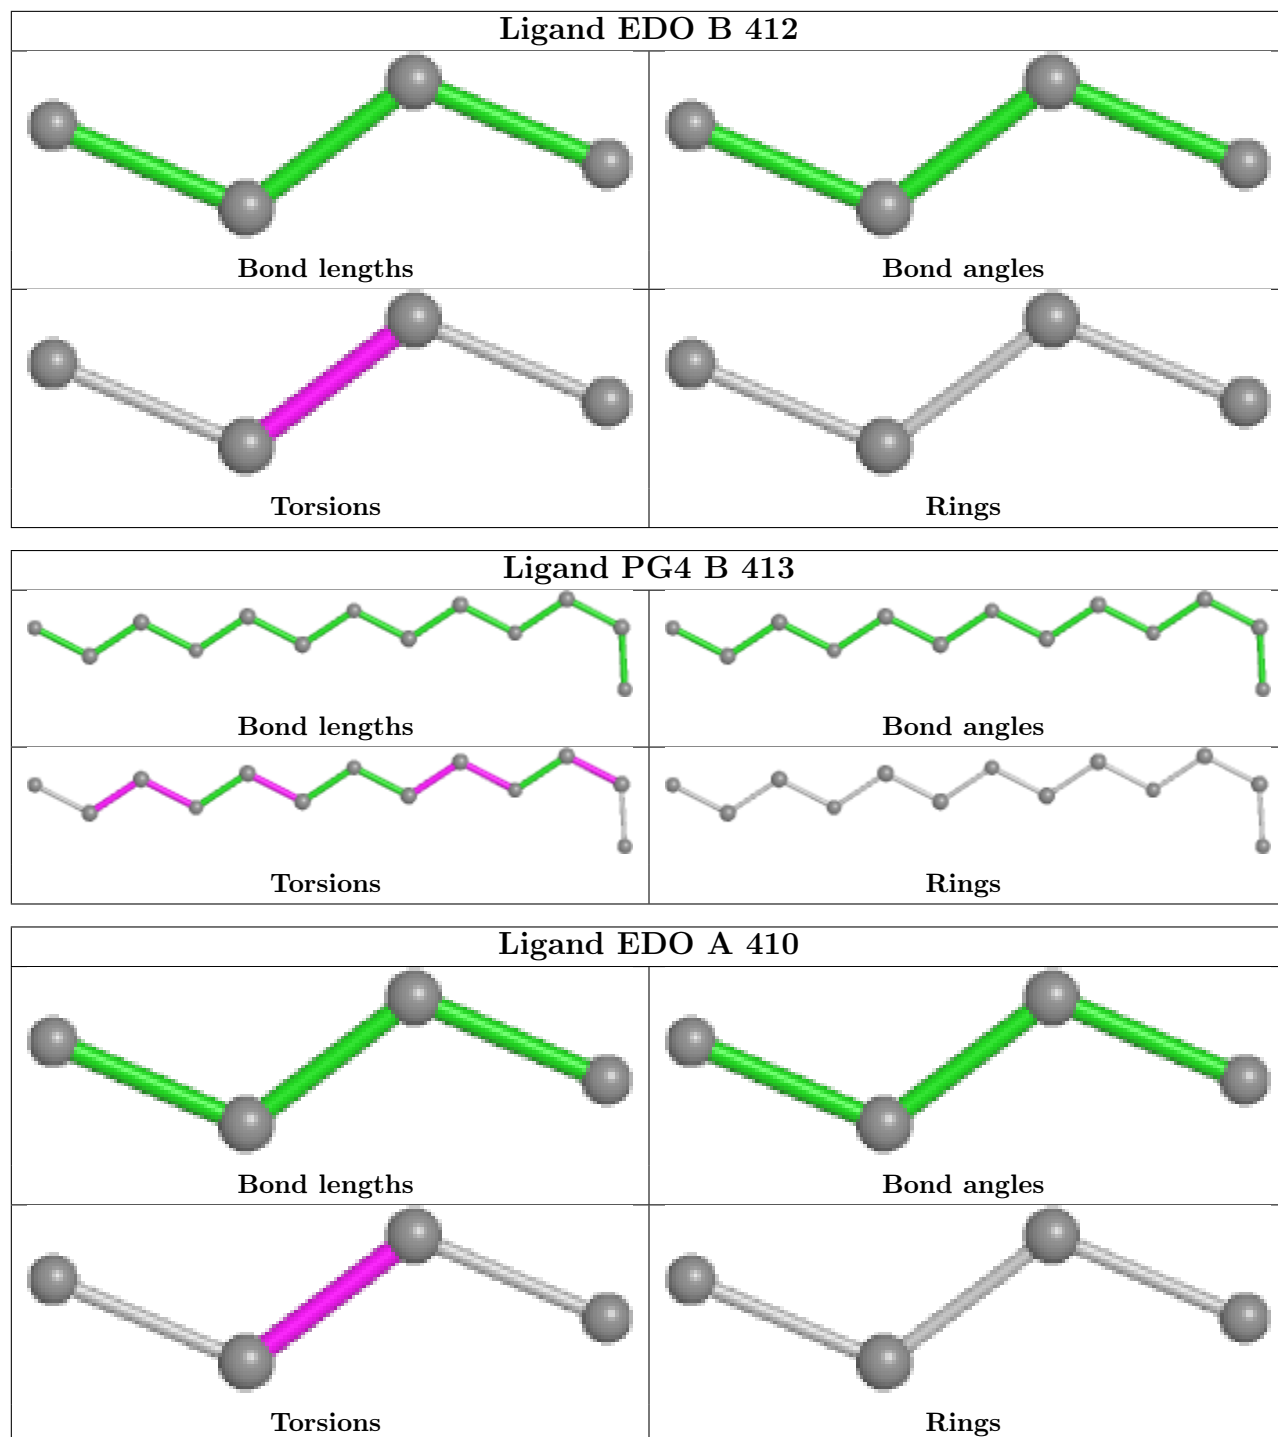 Ligand EDO B 412
Bond lengths
Bond angles
Torsions
Rings
Ligand PG4 B 413
Bond lengths
Bond angles
Torsions
Rings
Ligand EDO A 410
Bond lengths
Bond angles
Torsions
Rings